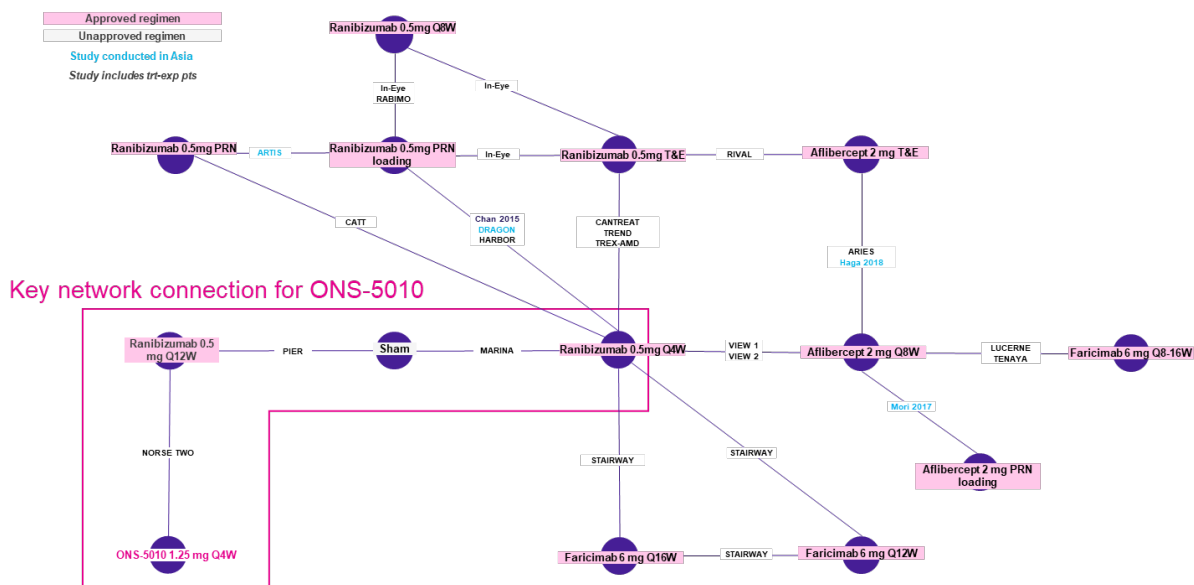 Approved regimen
Unapproved regimen
Study conducted in Asia
Study includes trt-exp pts
Ranibizumab 0.5mg Q8W
In-Eye
RABIMO
In-Eye
Ranibizumab 0.5mg PRN
ARTIS
Ranibizumab 0.5mg PRN
loading
In-Eye
Ranibizumab 0.5mg T&E
RIVAL
Aflibercept 2 mg T&E
CATT
Chan 2015
DRAGON
HARBOR
CANTREAT
TREND
TREX-AMD
ARIES
Haga 2018
Key network connection for ONS-5010
Ranibizumab 0.5
mg Q12W
PIER
Sham
MARINA
Ranibizumab 0.5mg Q4W
VIEW 1
VIEW 2
Aflibercept 2 mg Q8W
LUCERNE
TENAYA
Faricimab 6 mg Q8-16W
Mori 2017
NORSE TWO
STAIRWAY
STAIRWAY
Aflibercept 2 mg PRN
loading
ONS-5010 1.25 mg Q4W
Faricimab 6 mg Q16W
STAIRWAY
Faricimab 6 mg Q12W